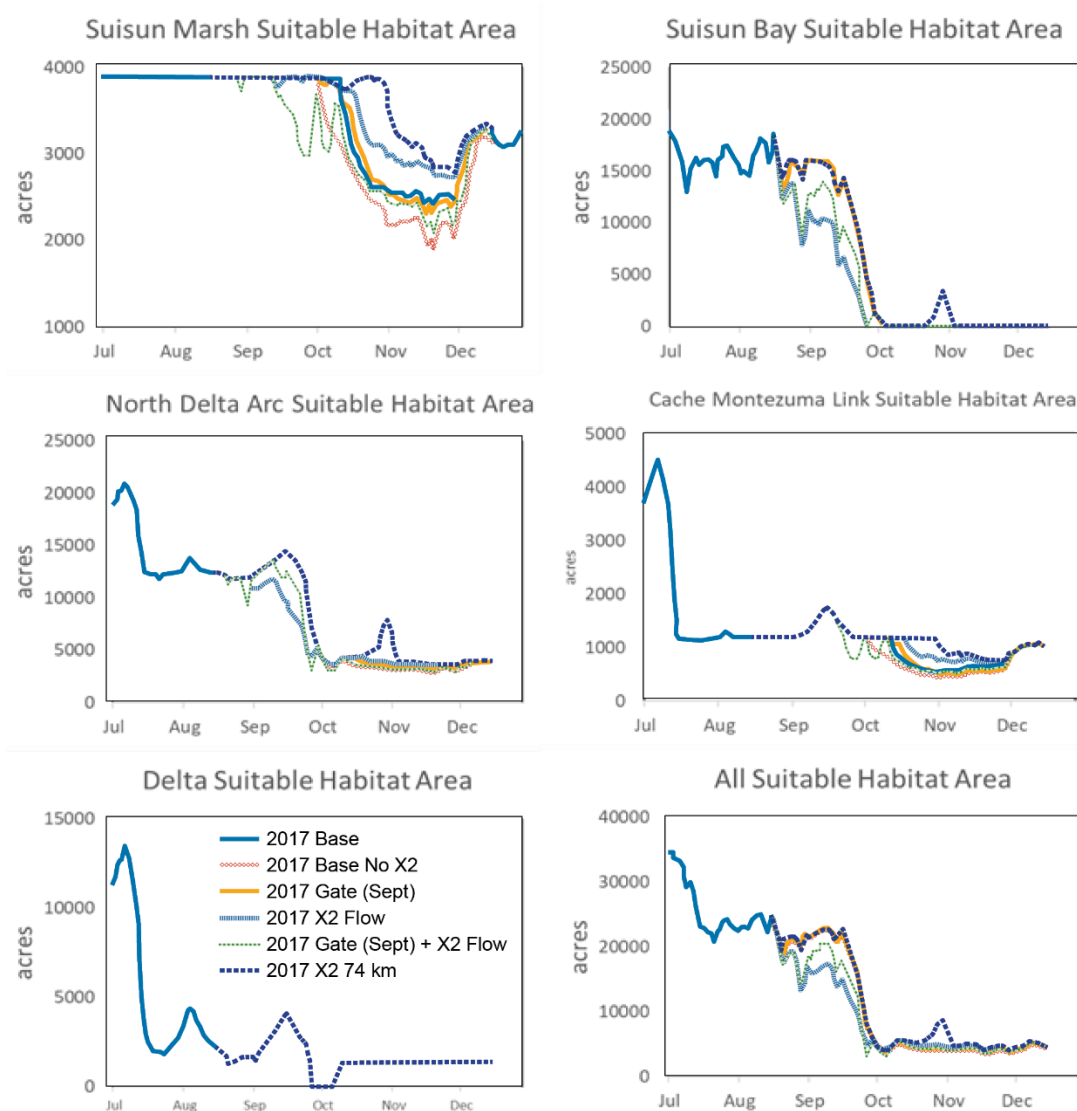 Suisun Marsh Suitable Habitat Area
4000
3000
2000
1000
acres
Jul Aug Sep Oct Nov Dec
Suisun Bay Suitable Habitat Area
25000
20000
15000
10000
5000
0
acres
Jul Aug Sep Oct Nov Dec
North Delta Arc Suitable Habitat Area
25000
20000
15000
10000
5000
0
acres
Jul Aug Sep Oct Nov Dec
Cache Montezuma Link Suitable Habitat Area
5000
4000
3000
2000
1000
0
acres
Jul Aug Sep Oct Nov Dec
Delta Suitable Habitat Area
15000
10000
5000
0
acres
2017 Base
2017 Base No X2
2017 Gate (Sept)
2017 X2 Flow
2017 Gate (Sept) + X2 Flow
2017 X2 74 km
Jul Aug Sep Oct Nov Dec
All Suitable Habitat Area
40000
30000
20000
10000
0
acres
Jul Aug Sep Oct Nov Dec